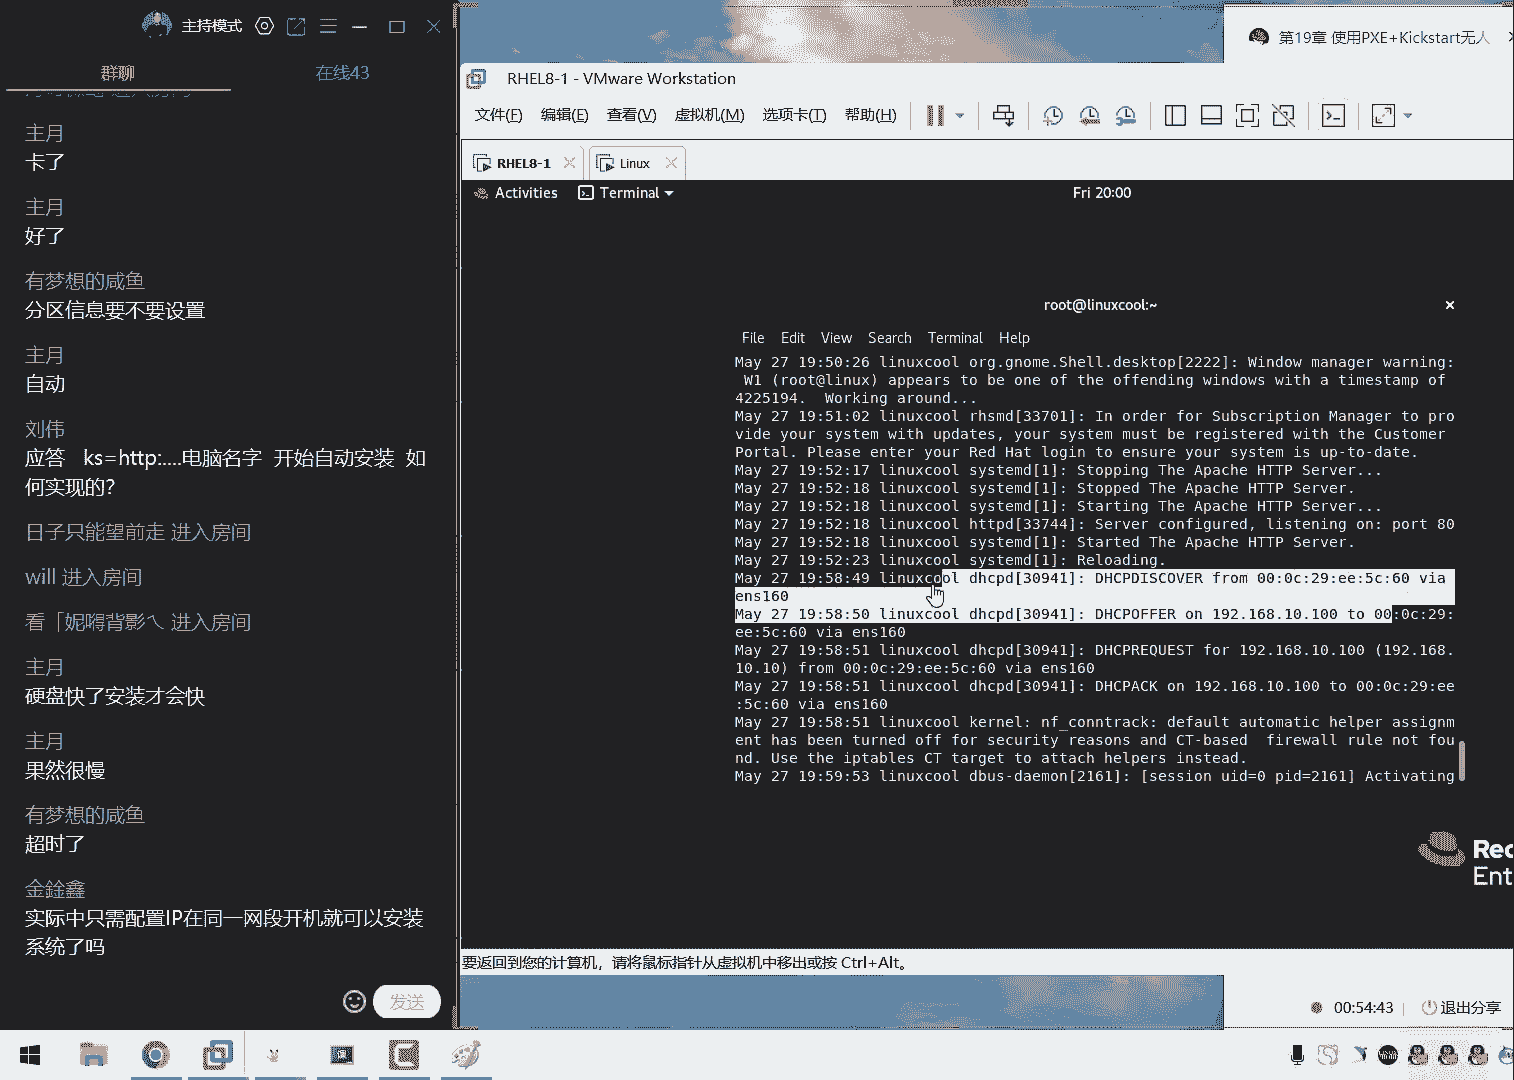 主持模式
群聊
在线43
主月
卡了
主月
好了
有梦想的咸鱼
分区信息要不要设置
主月
自动
刘伟
应答 ks=http:....电脑名字 开始自动安装 如
何实现的?
日子只能望前走 进入房间
will 进入房间
看「妮嘚背影ヘ 进入房间
主月
硬盘快了安装才会快
主月
果然很慢
有梦想的咸鱼
超时了
金銓鑫
实际中只需配置IP在同一网段开机就可以安装
系统了吗
发送
第19章 使用PXE+Kickstart无人
RHEL8-1 - VMware Workstation
文件(F) 编辑(E) 查看(V) 虚拟机(M) 选项卡(T) 帮助(H)
RHEL8-1
Linux
Activities
Terminal
Fri 20:00
root@linuxcool:~
File Edit View Search Terminal Help
May 27 19:50:26 linuxcool org.gnome.Shell.desktop[2222]: Window manager warning:
W1 (root@linux) appears to be one of the offending windows with a timestamp of
4225194. Working around...
May 27 19:51:02 linuxcool rhsmd[33701]: In order for Subscription Manager to pro
vide your system with updates, your system must be registered with the Customer
Portal. Please enter your Red Hat login to ensure your system is up-to-date.
May 27 19:52:17 linuxcool systemd[1]: Stopping The Apache HTTP Server...
May 27 19:52:18 linuxcool systemd[1]: Stopped The Apache HTTP Server.
May 27 19:52:18 linuxcool systemd[1]: Starting The Apache HTTP Server...
May 27 19:52:18 linuxcool httpd[33744]: Server configured, listening on: port 80
May 27 19:52:18 linuxcool systemd[1]: Started The Apache HTTP Server.
May 27 19:52:23 linuxcool systemd[1]: Reloading.
May 27 19:58:49 linuxcool dhcpd[30941]: DHCPDISCOVER from 00:0c:29:ee:5c:60 via
ens160
May 27 19:58:50 linuxcool dhcpd[30941]: DHCPOFFER on 192.168.10.100 to 00:0c:29:
ee:5c:60 via ens160
May 27 19:58:51 linuxcool dhcpd[30941]: DHCPREQUEST for 192.168.10.100 (192.168.
10.10) from 00:0c:29:ee:5c:60 via ens160
May 27 19:58:51 linuxcool dhcpd[30941]: DHCPACK on 192.168.10.100 to 00:0c:29:ee
:5c:60 via ens160
May 27 19:58:51 linuxcool kernel: nf_conntrack: default automatic helper assignm
ent has been turned off for security reasons and CT-based  firewall rule not fou
nd. Use the iptables CT target to attach helpers instead.
May 27 19:59:53 linuxcool dbus-daemon[2161]: [session uid=0 pid=2161] Activating
Rec
Ent
要返回到您的计算机，请将鼠标指针从虚拟机中移出或按 Ctrl+Alt。
00:54:43
退出分享